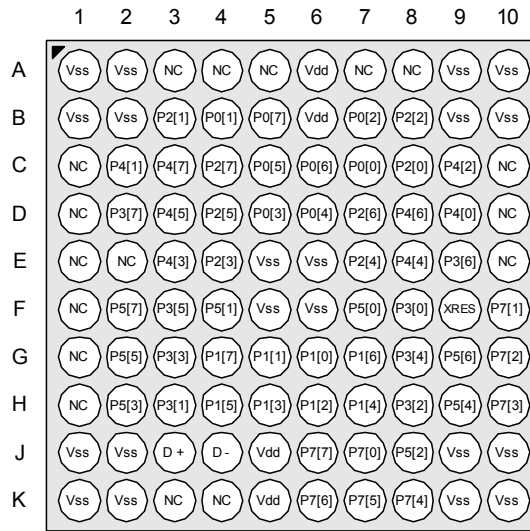 1 2 3 4 5 6 7 8 9 10
A Vss Vss NC NC NC Vdd NC NC Vss Vss
B Vss Vss P2[1] P0[1] P0[7] Vdd P0[2] P2[2] Vss Vss
C NC P4[1] P4[7] P2[7] P0[5] P0[6] P0[0] P2[0] P4[2] NC
D NC P3[7] P4[5] P2[5] P0[3] P0[4] P2[6] P4[6] P4[0] NC
E NC NC P4[3] P2[3] Vss Vss P2[4] P4[4] P3[6] NC
F NC P5[7] P3[5] P5[1] Vss Vss P5[0] P3[0] XRES P7[1]
G NC P5[5] P3[3] P1[7] P1[1] P1[0] P1[6] P3[4] P5[6] P7[2]
H NC P5[3] P3[1] P1[5] P1[3] P1[2] P1[4] P3[2] P5[4] P7[3]
J Vss Vss D + D - Vdd P7[7] P7[0] P5[2] Vss Vss
K Vss Vss NC NC Vdd P7[6] P7[5] P7[4] Vss Vss